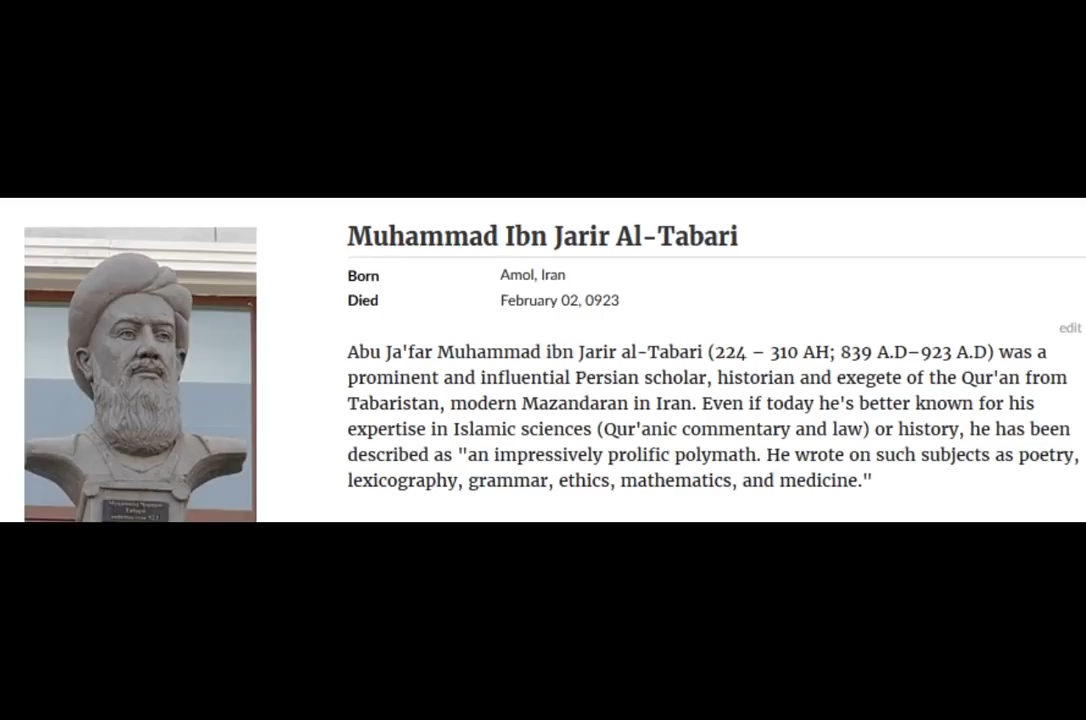 Muhammad Ibn Jarir Al-Tabari
Born Amol, Iran
Died February 02, 0923
edit
Abu Ja'far Muhammad ibn Jarir al-Tabari (224 – 310 AH; 839 A.D–923 A.D) was a
prominent and influential Persian scholar, historian and exegete of the Qur'an from
Tabaristan, modern Mazandaran in Iran. Even if today he's better known for his
expertise in Islamic sciences (Qur'anic commentary and law) or history, he has been
described as "an impressively prolific polymath. He wrote on such subjects as poetry,
lexicography, grammar, ethics, mathematics, and medicine."